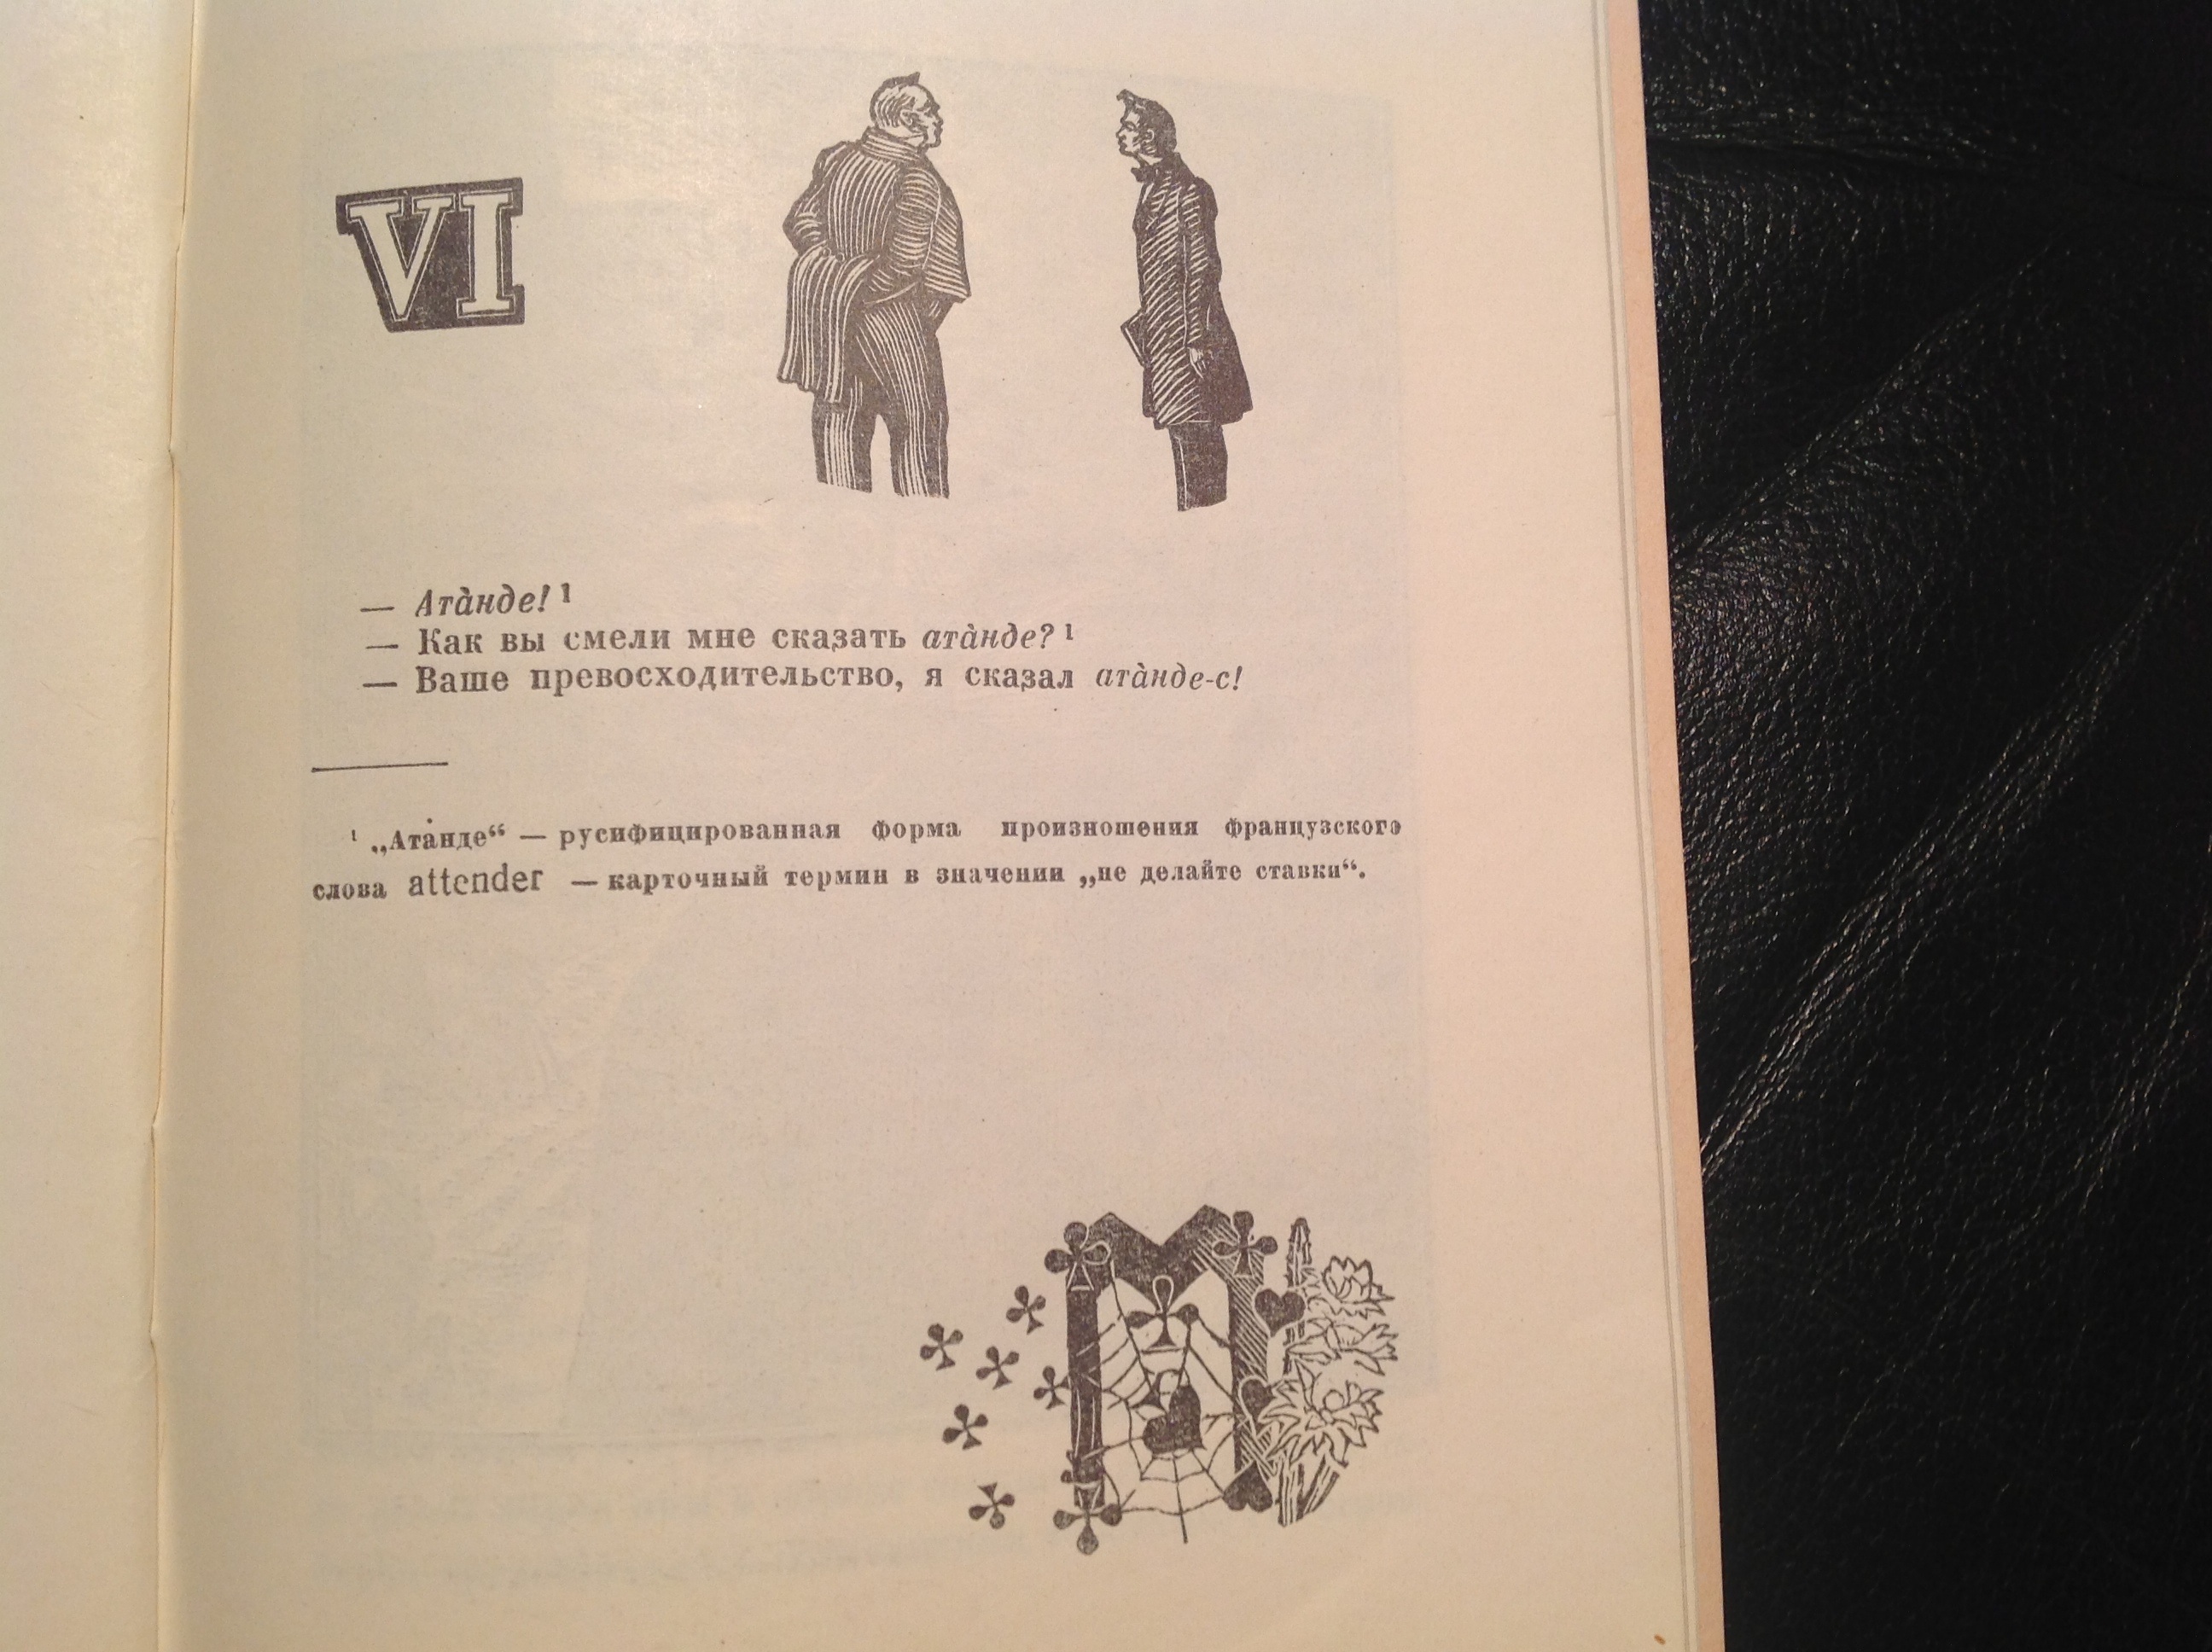 VI
— Ата̀нде! ¹
— Как вы смели мне сказать ата̀нде? ¹
— Ваше превосходительство, я сказал ата̀нде-с!
¹ „Ата̀нде“ — русифицированная форма произношения французского
слова attender — карточный термин в значении „не делайте ставки“.